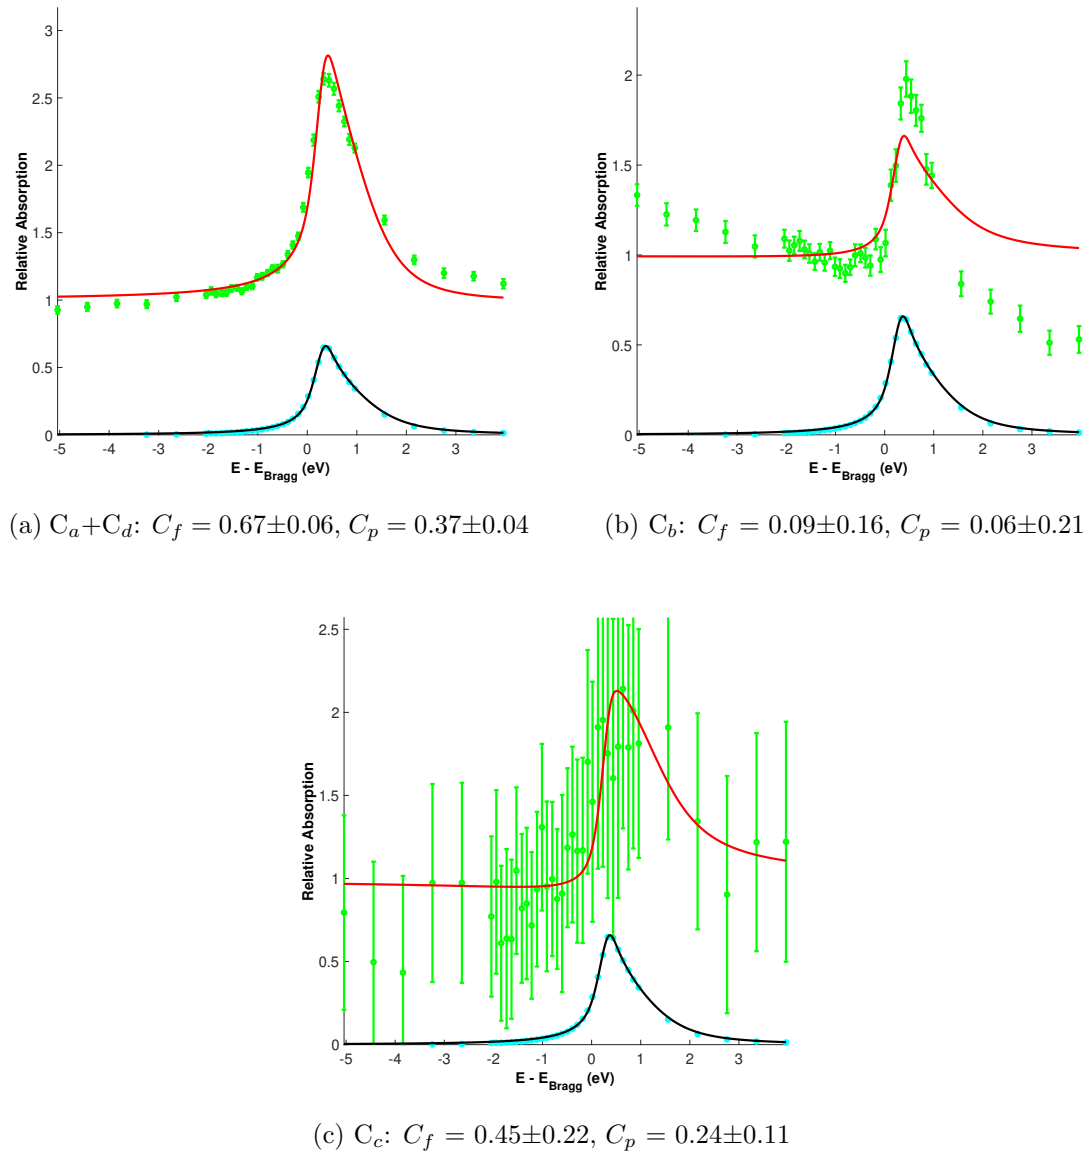 3
2.5
2
1.5
1
0.5
0
Relative Absorption
-5 -4 -3 -2 -1 0 1 2 3
E - E_Bragg (eV)
2
1.5
1
0.5
0
Relative Absorption
-5 -4 -3 -2 -1 0 1 2 3
E - E_Bragg (eV)
(a) C_a+C_d: C_f = 0.67±0.06, C_p = 0.37±0.04
(b) C_b: C_f = 0.09±0.16, C_p = 0.06±0.21
2.5
2
1.5
1
0.5
0
Relative Absorption
-5 -4 -3 -2 -1 0 1 2 3
E - E_Bragg (eV)
(c) C_c: C_f = 0.45±0.22, C_p = 0.24±0.11